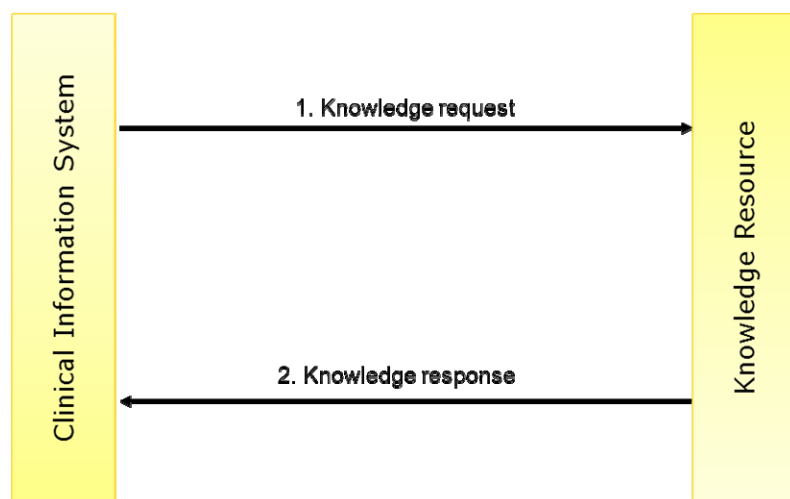 Clinical Information System
1. Knowledge request
2. Knowledge response
Knowledge Resource